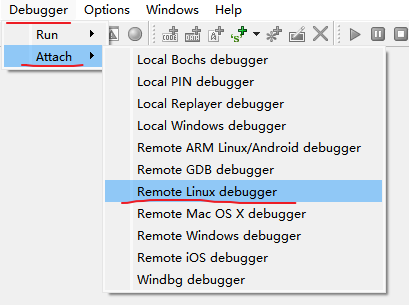 Debugger Options Windows Help
Run
Attach
Local Bochs debugger
Local PIN debugger
Local Replayer debugger
Local Windows debugger
Remote ARM Linux/Android debugger
Remote GDB debugger
Remote Linux debugger
Remote Mac OS X debugger
Remote Windows debugger
Remote iOS debugger
Windbg debugger